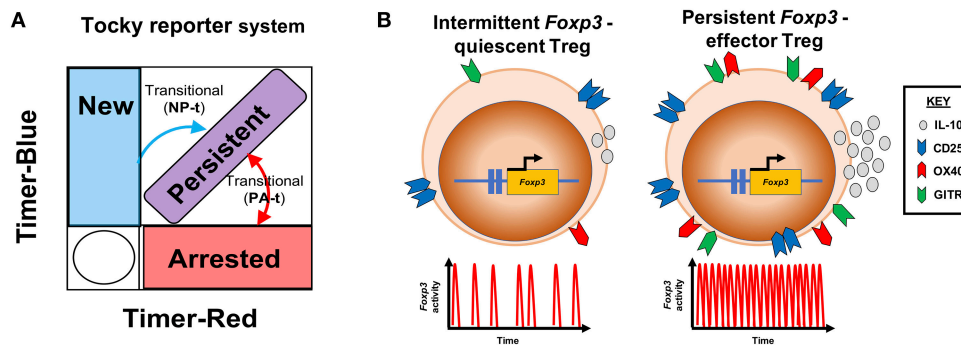 A
Tocky reporter system
Timer-Blue
New
Transitional
(NP-t)
Persistent
Transitional
(PA-t)
Arrested
Timer-Red
B
Intermittent Foxp3 -
quiescent Treg
Foxp3
Foxp3
activity
Time
Persistent Foxp3 -
effector Treg
Foxp3
Foxp3
activity
Time
KEY
IL-10
CD25
OX40
GITR